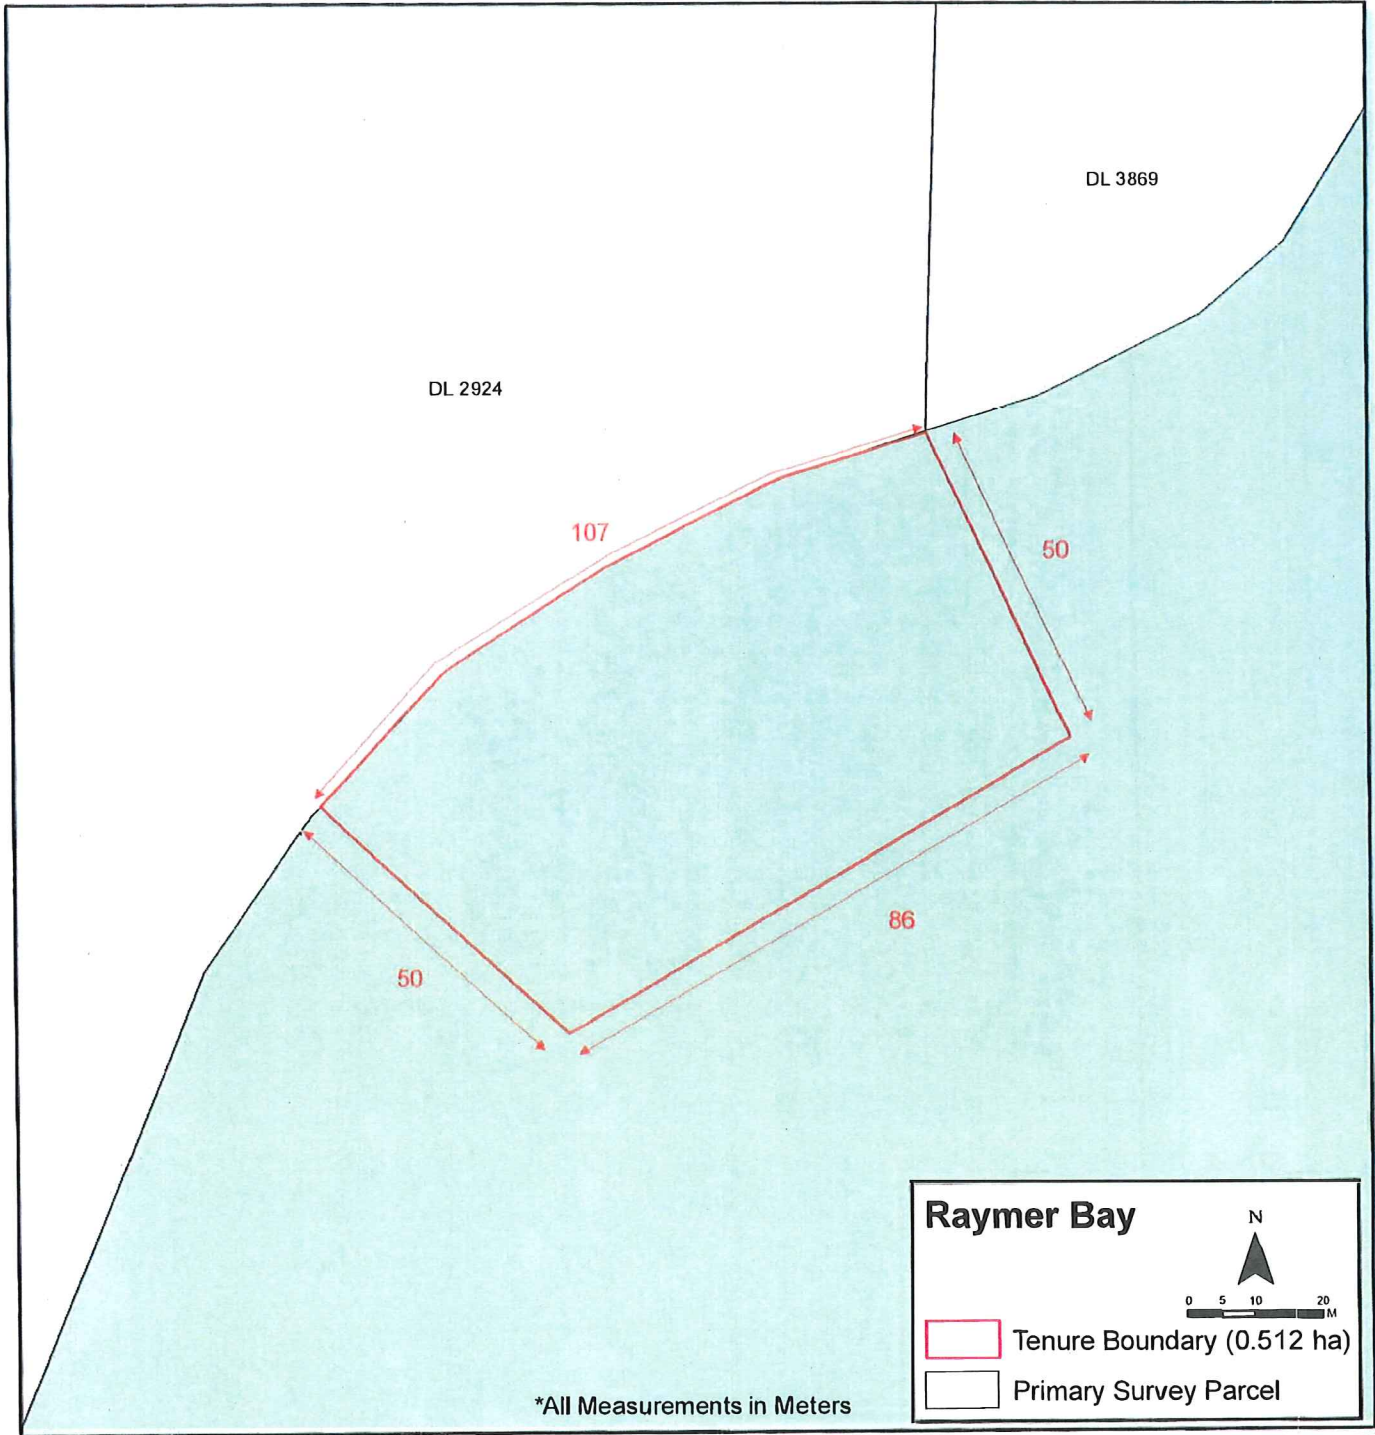 DL 3869
DL 2924
107
50
86
50
Raymer Bay
N
0 5 10 20
M
Tenure Boundary (0.512 ha)
Primary Survey Parcel
*All Measurements in Meters